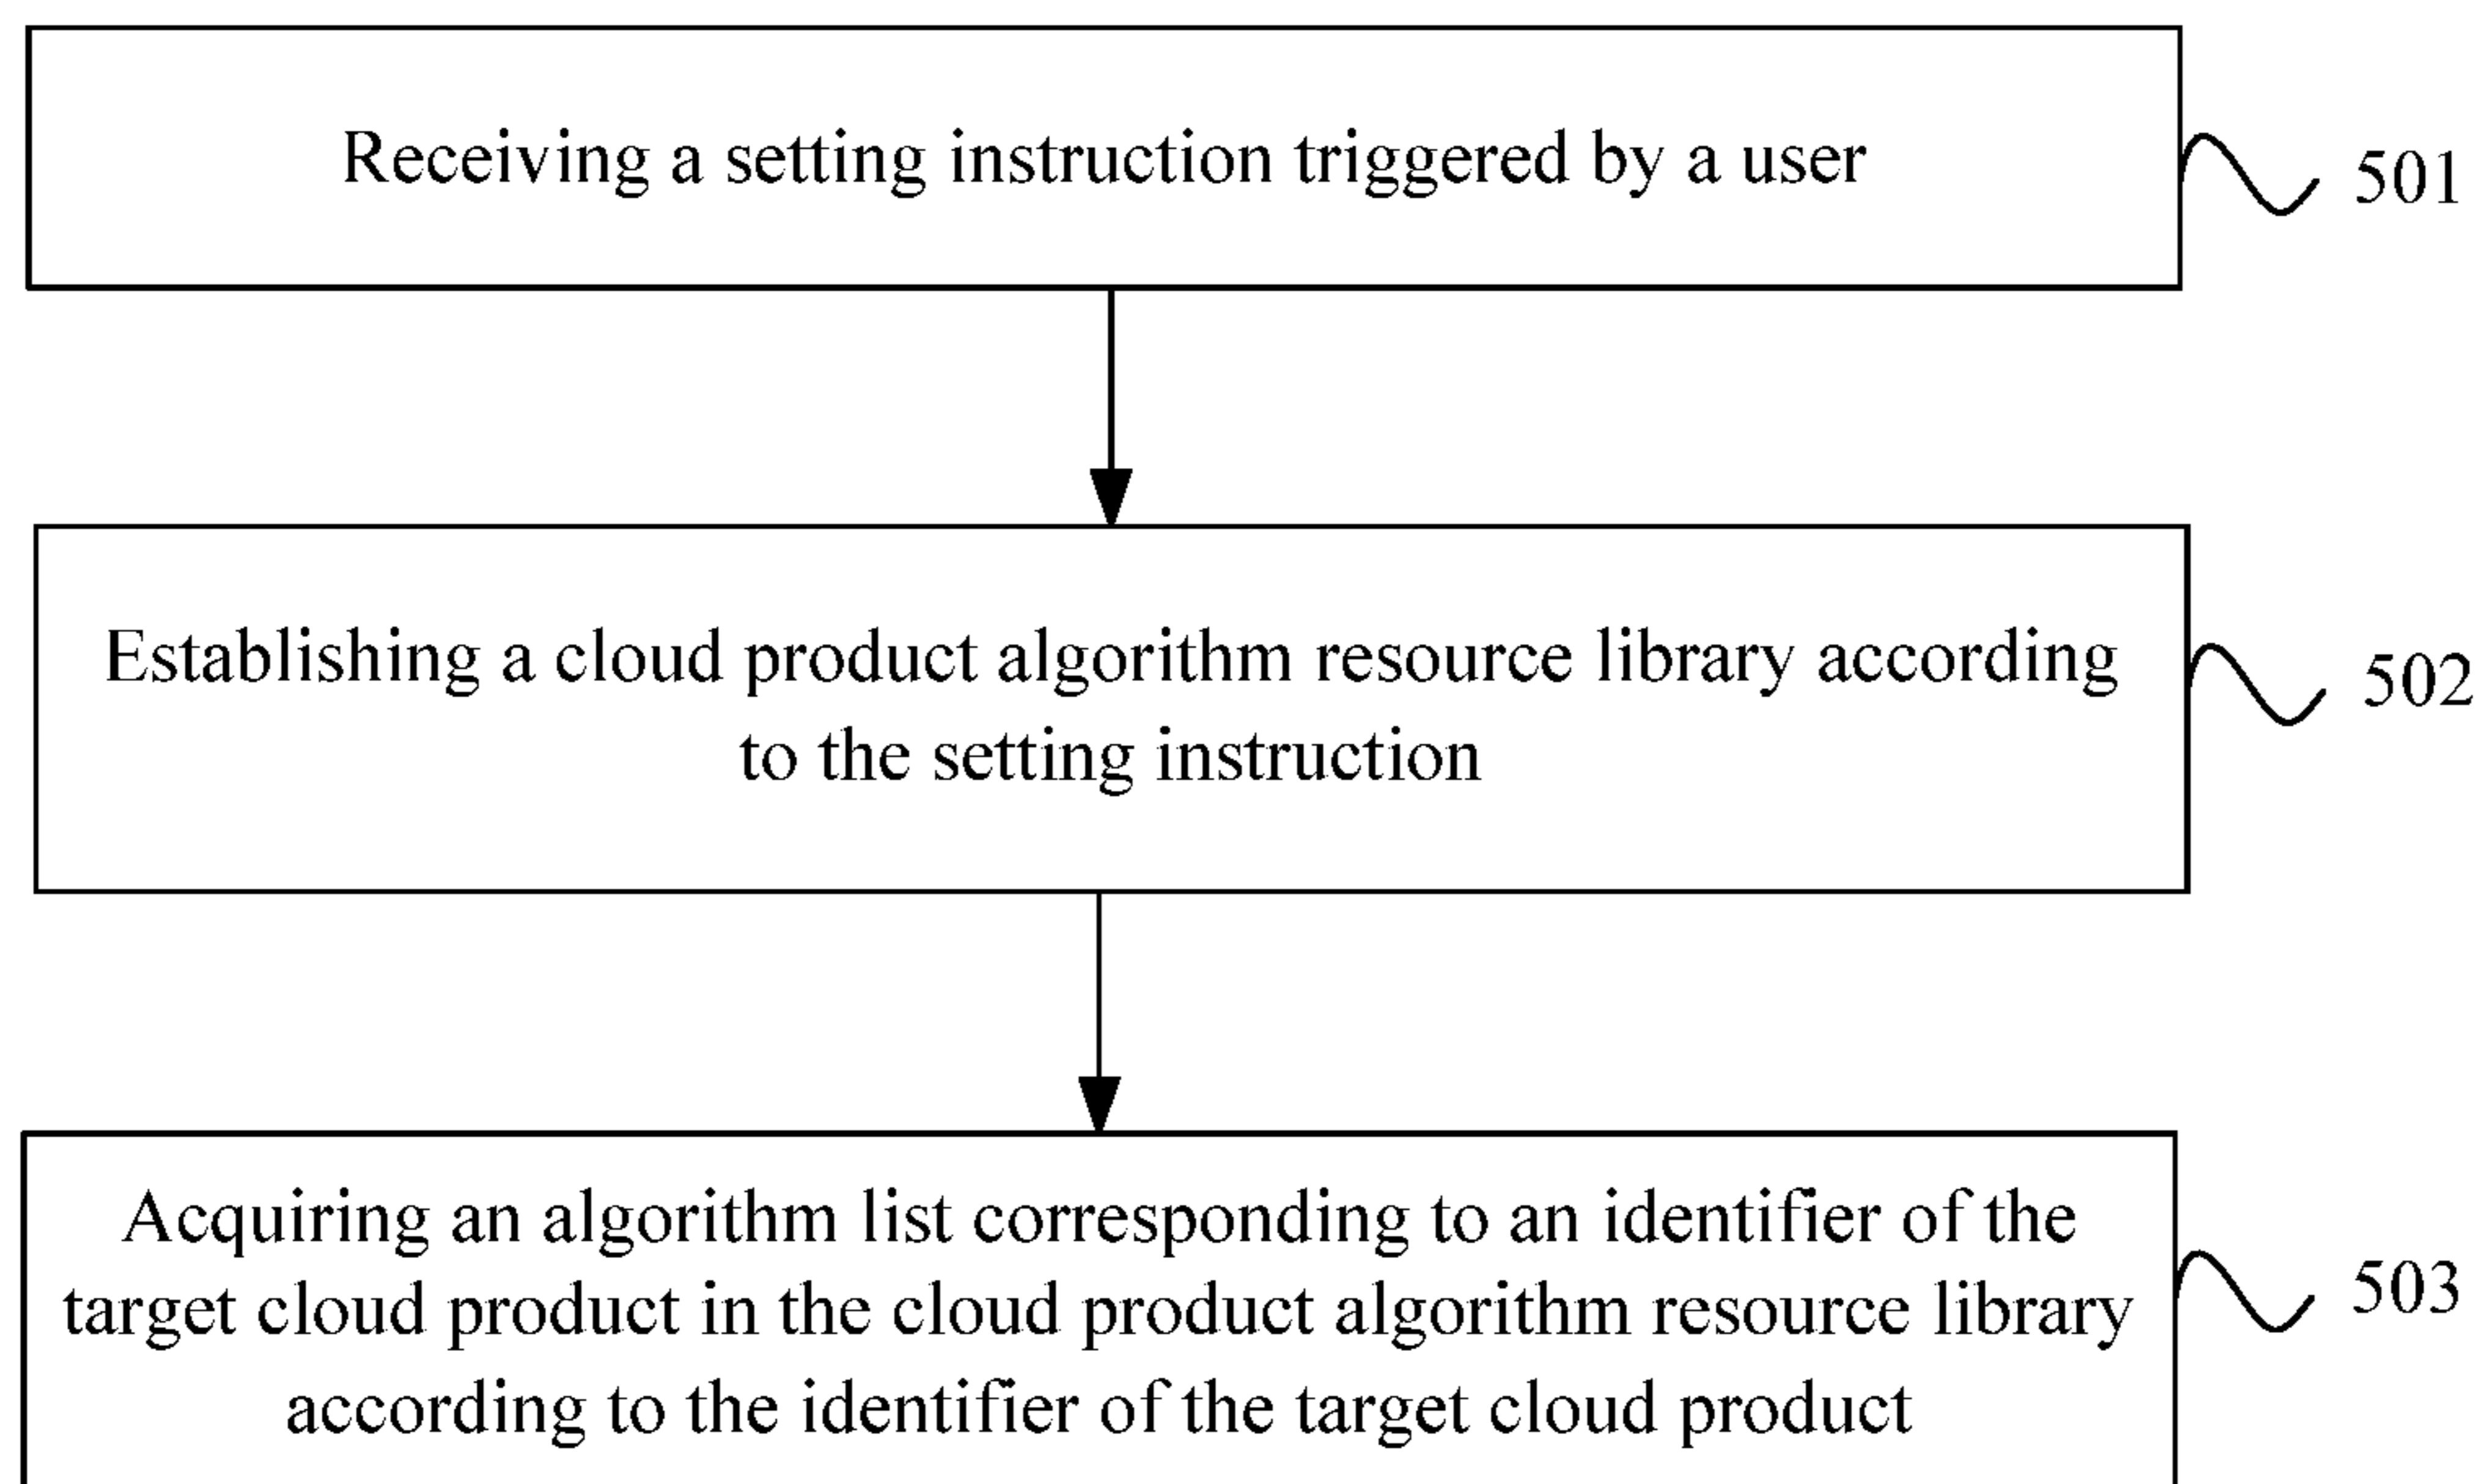 Receiving a setting instruction triggered by a user
501
Establishing a cloud product algorithm resource library according
to the setting instruction
502
Acquiring an algorithm list corresponding to an identifier of the
target cloud product in the cloud product algorithm resource library
according to the identifier of the target cloud product
503